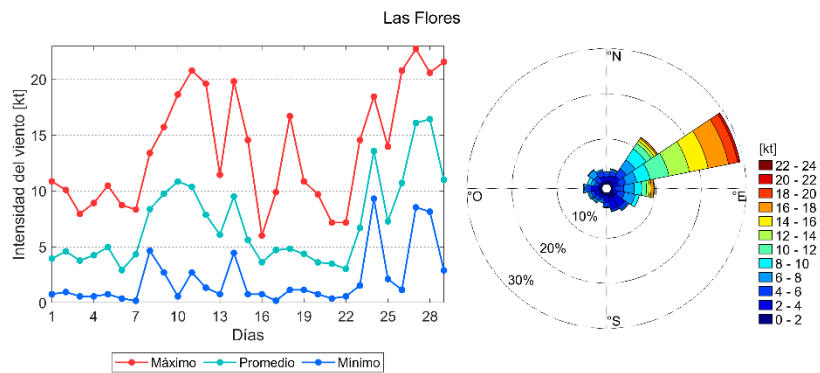 Las Flores
Intensidad del viento [kt]
20
15
10
5
0
1 4 7 10 13 16 19 22 25 28
Días
Máximo Promedio Mínimo
°N
°O
°E
°S
10%
20%
30%
[kt]
22 - 24
20 - 22
18 - 20
16 - 18
14 - 16
12 - 14
10 - 12
8 - 10
6 - 8
4 - 6
2 - 4
0 - 2